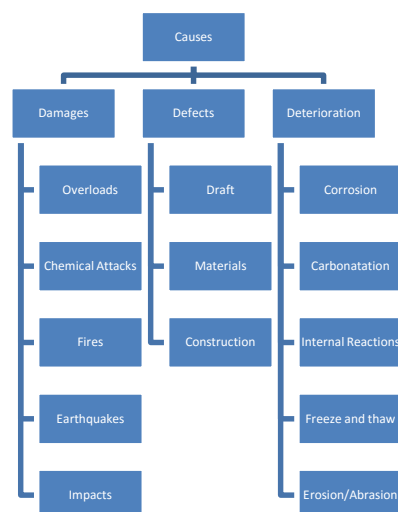 Causes
Damages
Overloads
Chemical Attacks
Fires
Earthquakes
Impacts
Defects
Draft
Materials
Construction
Deterioration
Corrosion
Carbonatation
Internal Reactions
Freeze and thaw
Erosion/Abrasion